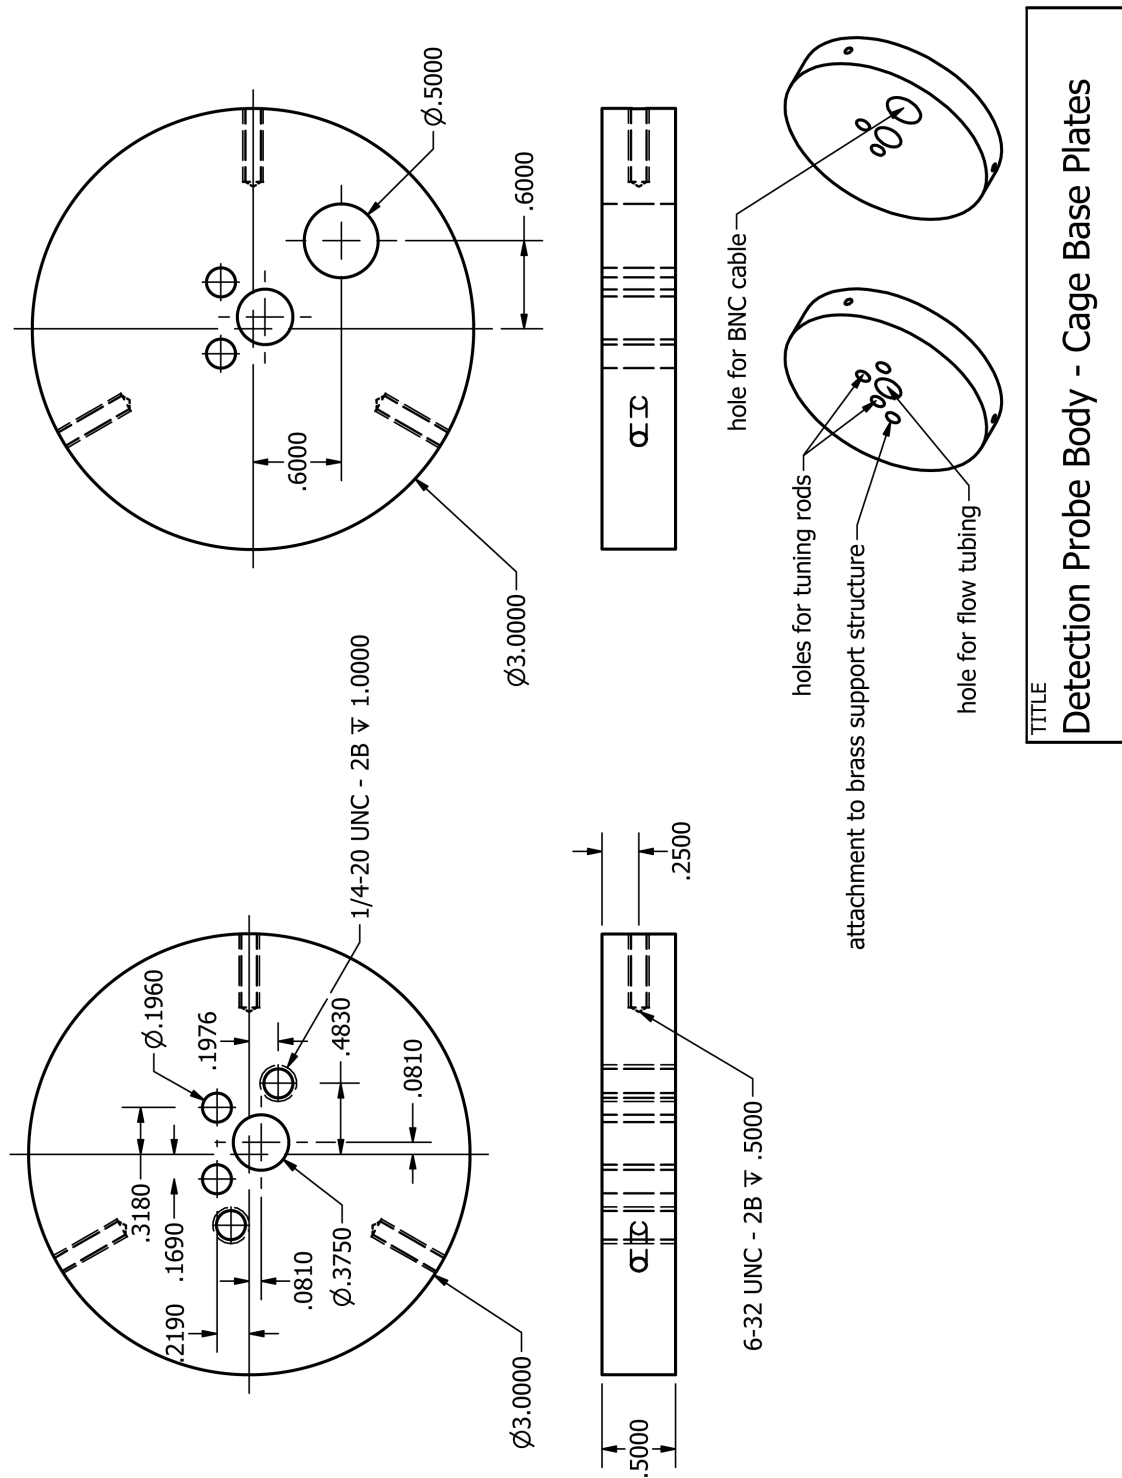 Ø3.0000
.2190
.1690
.3180
Ø.1960
.1976
1/4-20 UNC - 2B ↧ 1.0000
.4830
.0810
.0810
Ø.3750
Ø3.0000
.6000
Ø.5000
.6000
.5000
6-32 UNC - 2B ↧ .5000
.2500
holes for tuning rods
attachment to brass support structure
hole for flow tubing
hole for BNC cable
TITLE
Detection Probe Body - Cage Base Plates